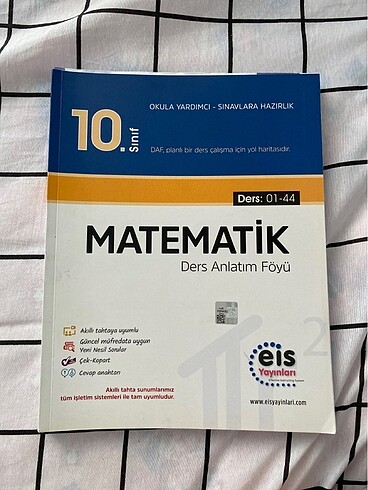 OKULA YARDIMCI - SINAVLARA HAZIRLIK
10.
Sınıf
DAF, planlı bir ders çalışma için yol haritasıdır.
Ders: 01-44
MATEMATİK
Ders Anlatım Föyü
Akıllı tahtaya uyumlu
Güncel müfredata uygun
Yeni Nesil Sorular
Çek-Kopart
Cevap anahtarı
Akıllı tahta sunumlarımız
tüm işletim sistemleri ile tam uyumludur.
2
eis
Yayınları
www.eisyayinlari.com